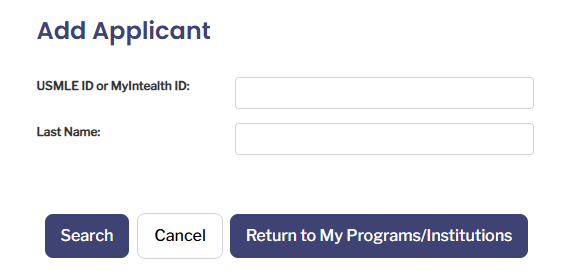 Add Applicant
USMLE ID or MyIntealth ID:
Last Name:
Search Cancel Return to My Programs/Institutions